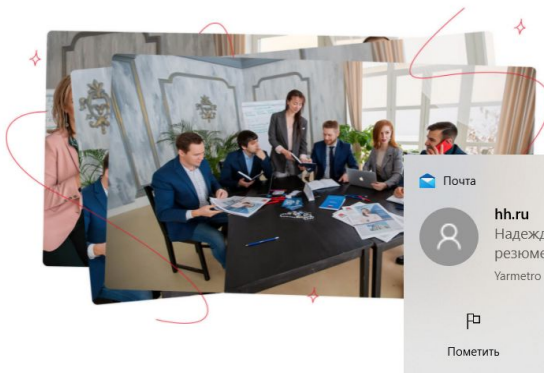 Почта
hh.ru
Надежд
резюме
Yarmetro
Пометить